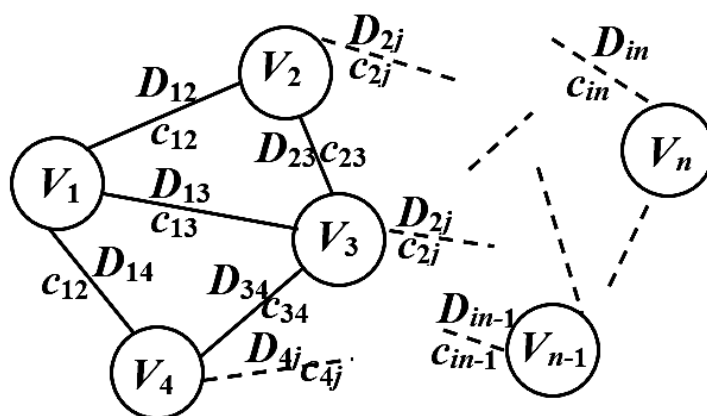 D2j
c2j
Din
cin
V2
D12
c12
D23 c23
Vn
V1
D13
c13
D2j
c2j
V3
D14
c12
D34
c34
Din-1
cin-1
Vn-1
D4j
c4j
V4